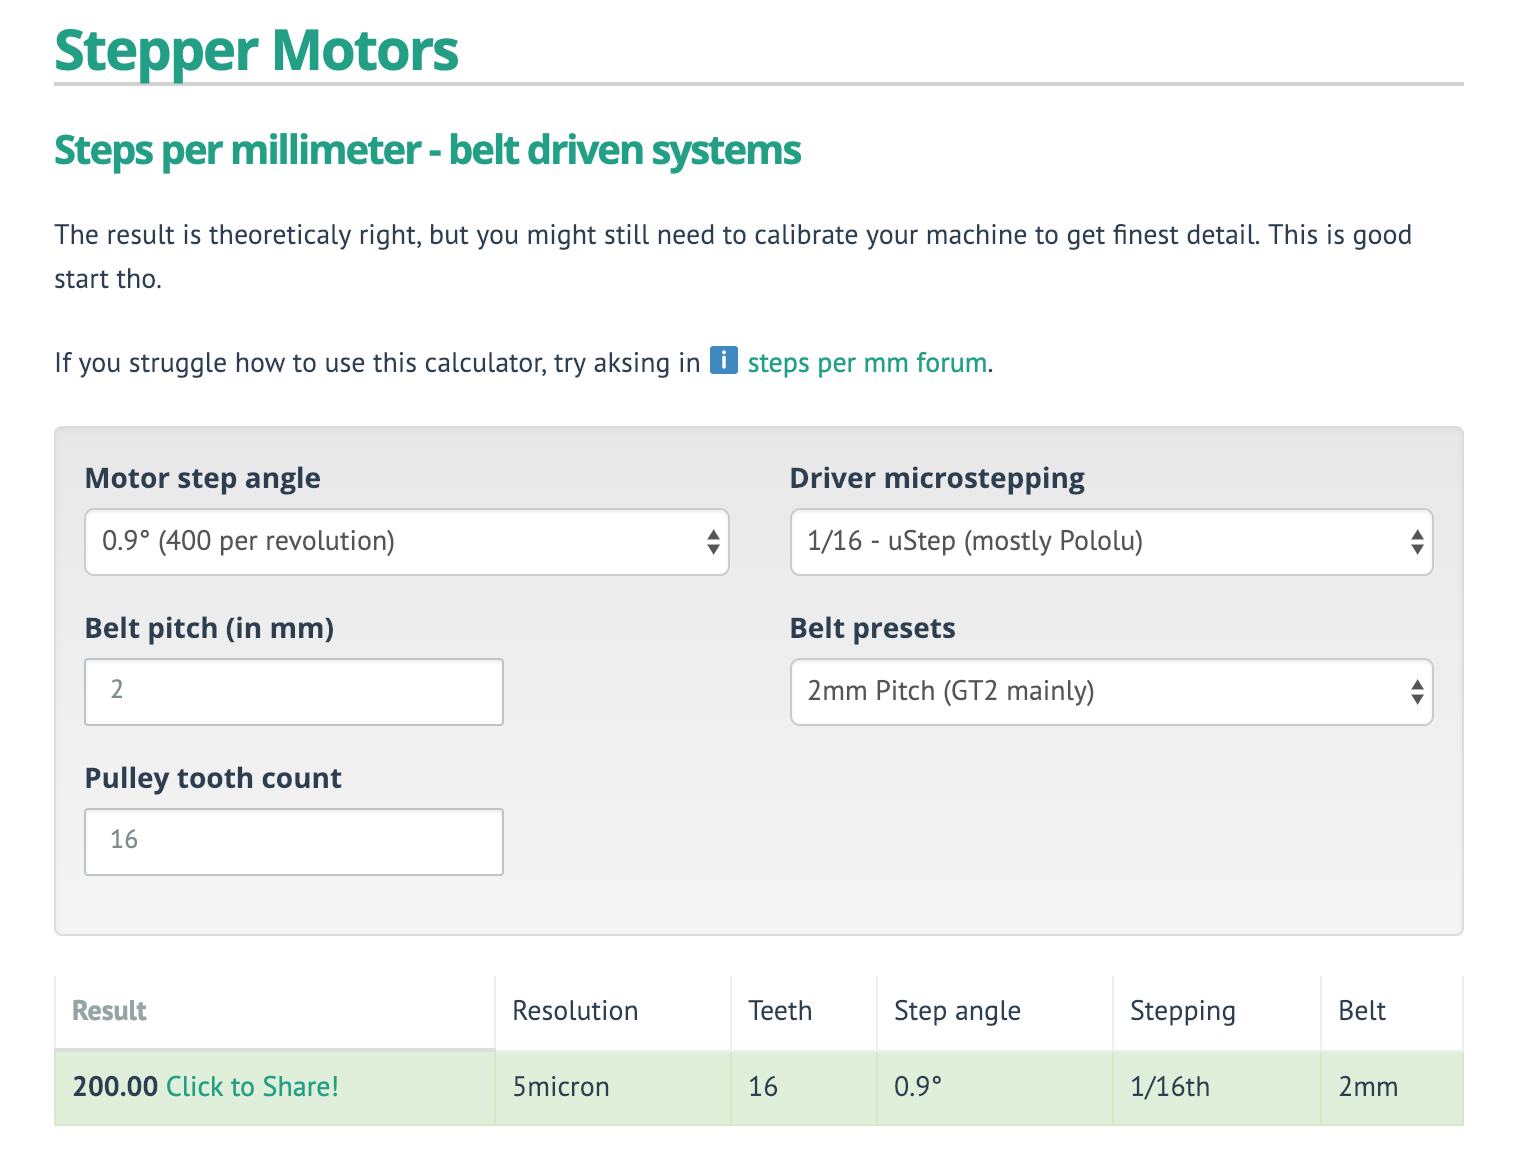 Stepper Motors
Steps per millimeter - belt driven systems
The result is theoreticaly right, but you might still need to calibrate your machine to get finest detail. This is good
start tho.
If you struggle how to use this calculator, try aksing in i steps per mm forum.
Motor step angle
0.9° (400 per revolution)
Driver microstepping
1/16 - uStep (mostly Pololu)
Belt pitch (in mm)
2
Belt presets
2mm Pitch (GT2 mainly)
Pulley tooth count
16
Result Resolution Teeth Step angle Stepping Belt
200.00 Click to Share! 5micron 16 0.9° 1/16th 2mm